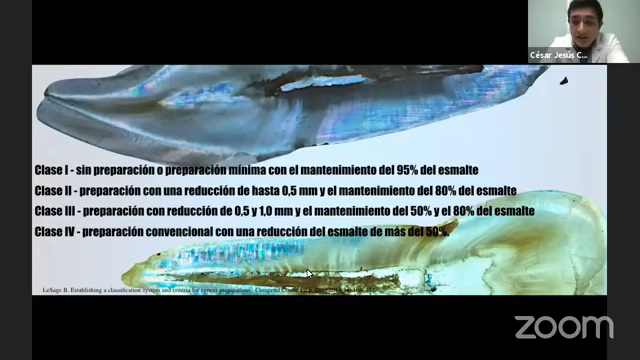 César Jesús C...
Clase I - sin preparación o preparación mínima con el mantenimiento del 95% del esmalte
Clase II - preparación con una reducción de hasta 0,5 mm y el mantenimiento del 80% del esmalte
Clase III - preparación con reducción de 0,5 y 1,0 mm y el mantenimiento del 50% y el 80% del esmalte
Clase IV - preparación convencional con una reducción del esmalte de más del 50%.
LeSage B. Establishing a classification system and criteria for veneer preparations. Compend
zoom